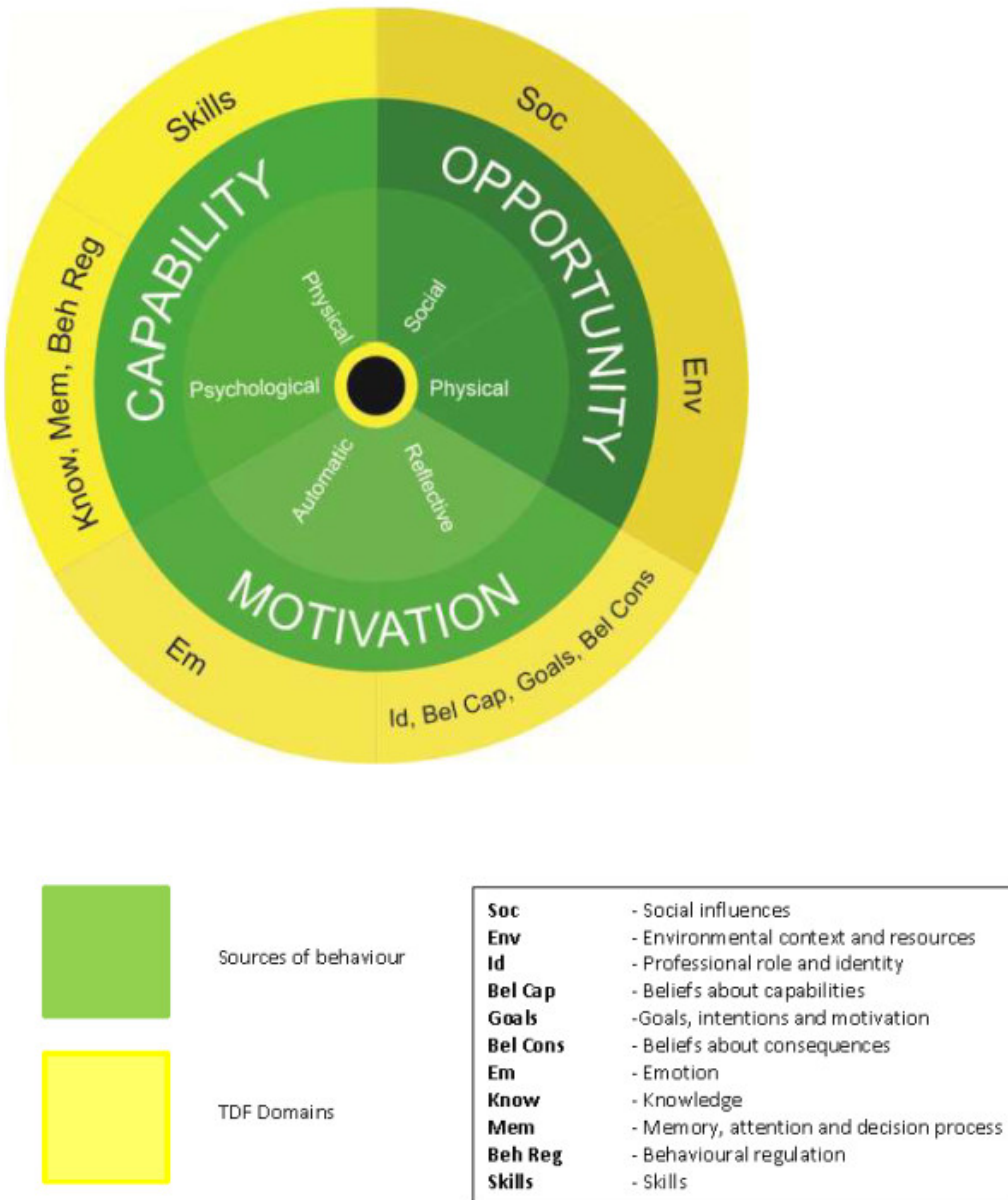 Skills
Soc
CAPABILITY
OPPORTUNITY
Physical
Social
Know, Mem, Beh Reg
Psychological
Physical
Env
Automatic
Reflective
MOTIVATION
Em
Id, Bel Cap, Goals, Bel Cons
Sources of behaviour
TDF Domains
Soc - Social influences
Env - Environmental context and resources
Id - Professional role and identity
Bel Cap - Beliefs about capabilities
Goals -Goals, intentions and motivation
Bel Cons - Beliefs about consequences
Em - Emotion
Know - Knowledge
Mem - Memory, attention and decision process
Beh Reg - Behavioural regulation
Skills - Skills